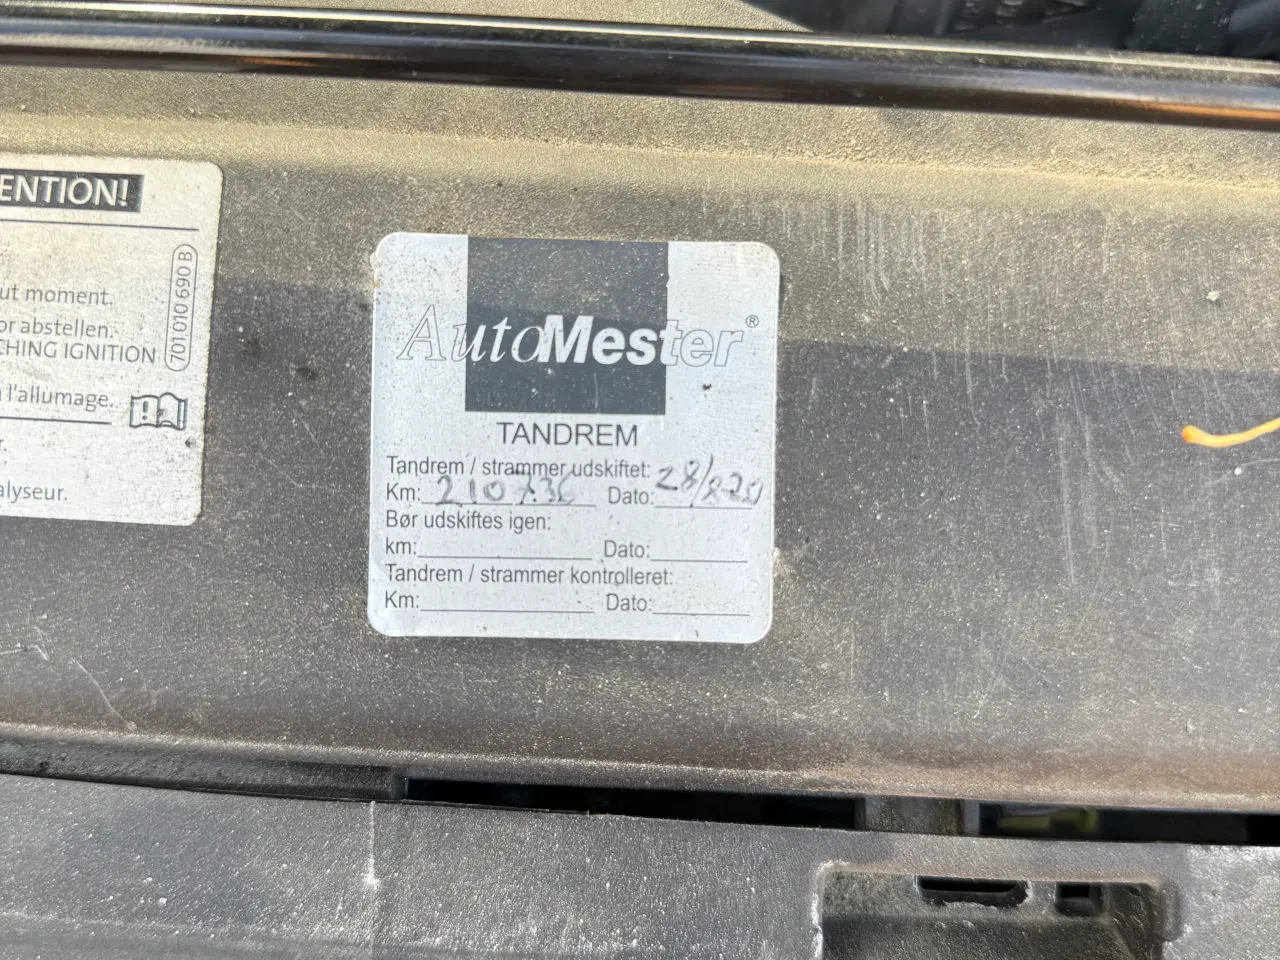 ENTION!
ut moment.
or abstellen.
CHING IGNITION
l'allumage.
r.
alyseur.
701 010 690 B
AutoMester®
TANDREM
Tandrem / strammer udskiftet:
Km: 210736 Dato: 28/8-20
Bør udskiftes igen:
km: Dato:
Tandrem / strammer kontrolleret:
Km: Dato: